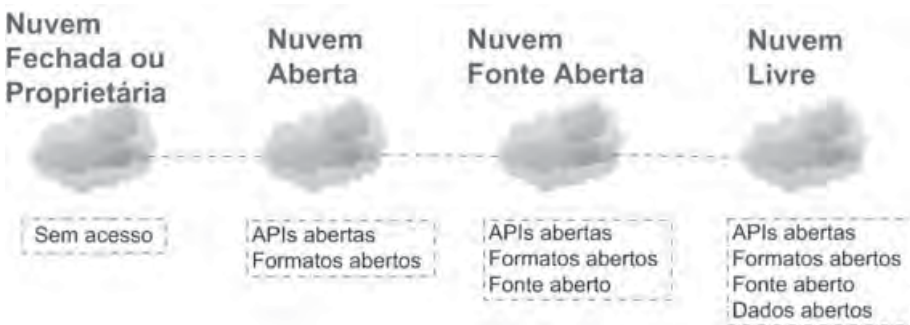 Nuvem
Fechada ou
Proprietária
Nuvem
Aberta
Nuvem
Fonte Aberta
Nuvem
Livre
Sem acesso
APIs abertas
Formatos abertos
APIs abertas
Formatos abertos
Fonte aberto
APIs abertas
Formatos abertos
Fonte aberto
Dados abertos